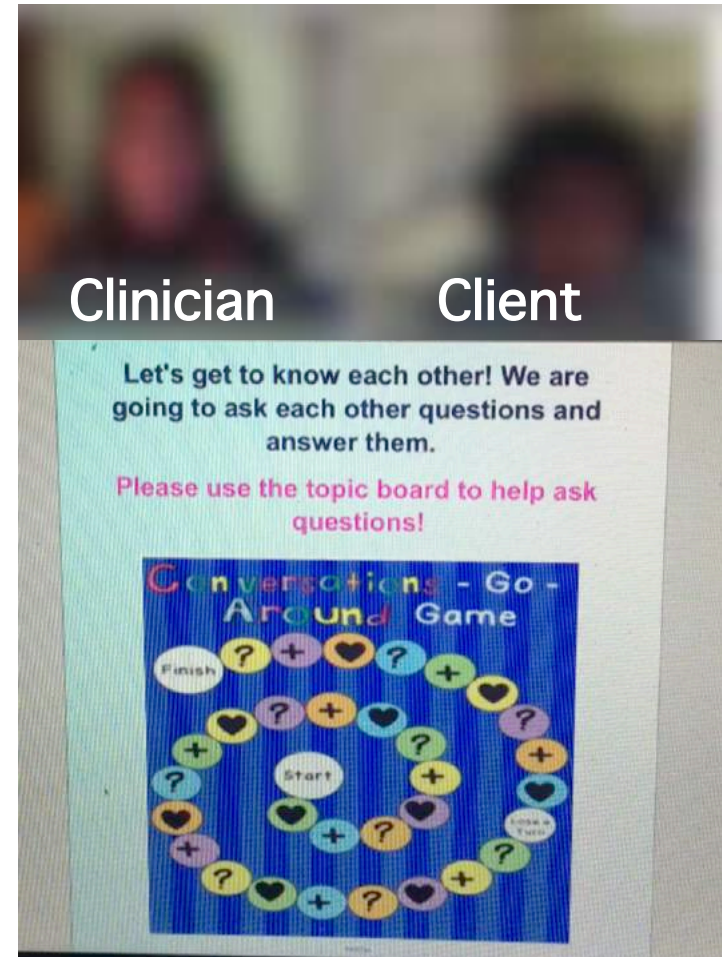 Clinician Client
Let's get to know each other! We are
going to ask each other questions and
answer them.
Please use the topic board to help ask
questions!
Conversations - Go -
Around Game
Finish ? + ? +
? +
? + ?
+ +
? Start
Lose a
Turn
+ + ? ?
? + ? +